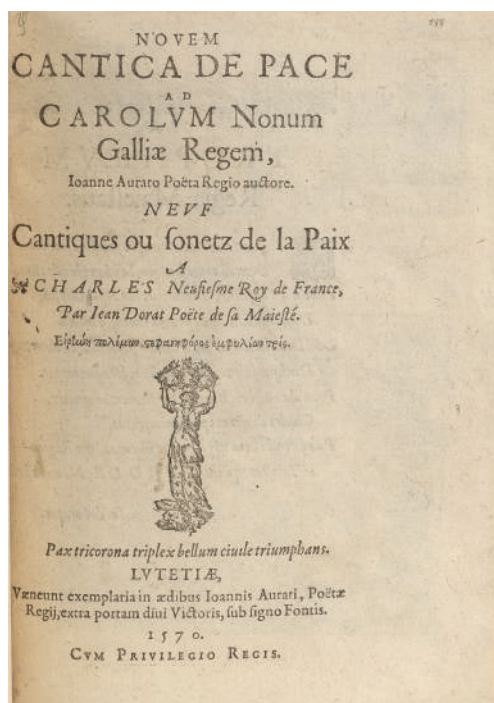 NOVEM
CANTICA DE PACE
AD
CAROLVM Nonum
Galliæ Regem,
Ioanne Aurato Poëta Regio auctore.
NEVF
Cantiques ou sonetz de la Paix
A
CHARLES Neufiesme Roy de France,
Par Iean Dorat Poëte de sa Maiesté.
Pax tricorona triplex bellum ciuile triumphans.
LVTETIÆ,
Væneunt exemplaria in ædibus Ioannis Aurati, Poëtæ
Regij, extra portam diui Victoris, sub signo Fontis.
1570.
CVM PRIVILEGIO REGIS.